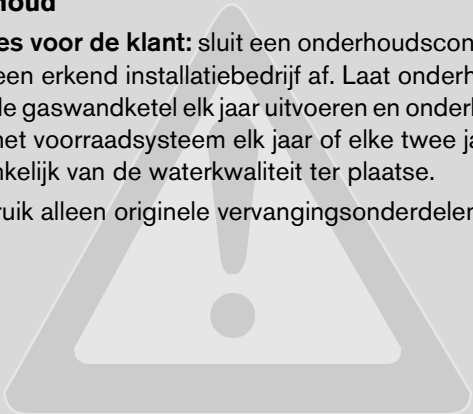 houd
es voor de klant: sluit een onderhoudscon
een erkend installatiebedrijf af. Laat onderh
de gaswandketel elk jaar uitvoeren en onderh
het voorraadsysteem elk jaar of elke twee ja
nkelijk van de waterkwaliteit ter plaatse.
ruik alleen originele vervangingsonderdelen